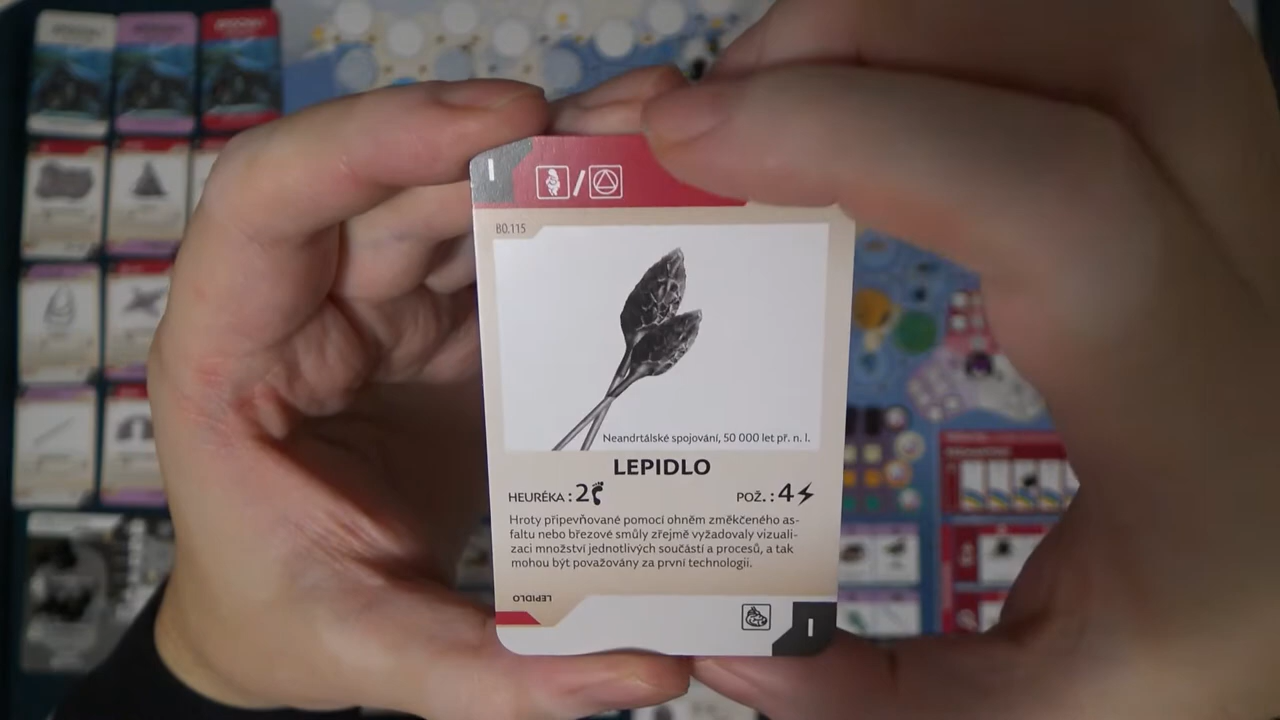 I
/
B0.115
Neandrtálské spojování, 50 000 let př. n. l.
LEPIDLO
HEURÉKA : 2
POŽ. : 4
Hroty připevňované pomocí ohněm změkčeného as-
faltu nebo březové smůly zřejmě vyžadovaly vizuali-
zaci množství jednotlivých součástí a procesů, a tak
mohou být považovány za první technologii.
LEPIDLO
I